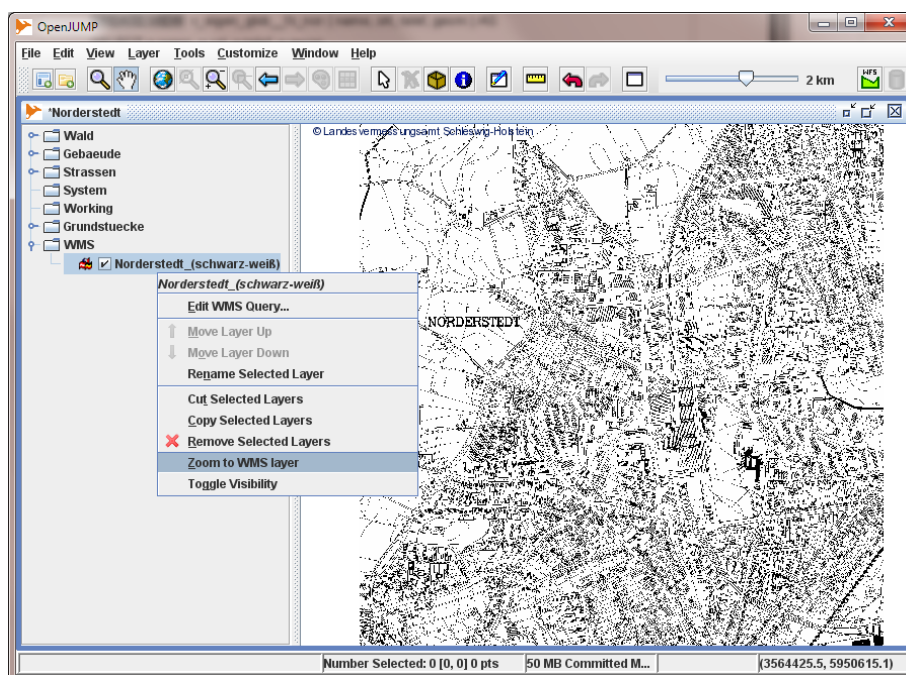 OpenJUMP
File Edit View Layer Tools Customize Window Help
2 km
WFS
*Norderstedt
Wald
Gebaeude
Strassen
System
Working
Grundstuecke
WMS
Norderstedt_(schwarz-weiß)
Norderstedt_(schwarz-weiß)
Edit WMS Query...
Move Layer Up
Move Layer Down
Rename Selected Layer
Cut Selected Layers
Copy Selected Layers
Remove Selected Layers
Zoom to WMS layer
Toggle Visibility
© Landesvermessungsamt Schleswig-Holstein
NORDERSTEDT
Number Selected: 0 [0, 0] 0 pts 50 MB Committed M... (3564425.5, 5950615.1)